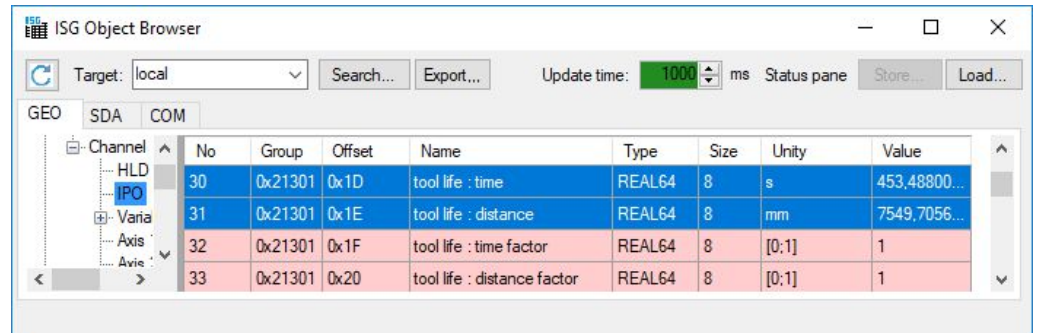 ISG ISG Object Browser
Target: local Search... Export... Update time: 1000 ms Status pane Store... Load...
GEO SDA COM
Channel
HLD
IPO
Varia
Axis
Axis
No Group Offset Name Type Size Unity Value
30 0x21301 0x1D tool life : time REAL64 8 s 453,48800...
31 0x21301 0x1E tool life : distance REAL64 8 mm 7549,7056...
32 0x21301 0x1F tool life : time factor REAL64 8 [0;1] 1
33 0x21301 0x20 tool life : distance factor REAL64 8 [0;1] 1